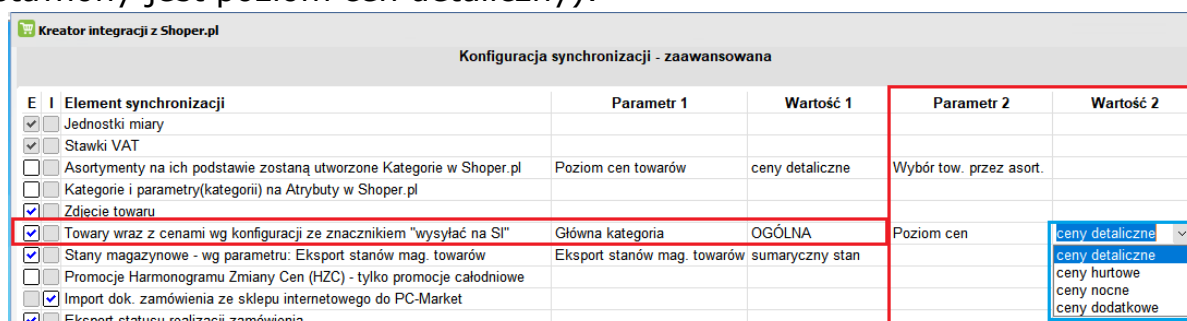 ustawiony jest poziom cen detaliczny).
Kreator integracji z Shoper.pl
Konfiguracja synchronizacji - zaawansowana
E I Element synchronizacji Parametr 1 Wartość 1 Parametr 2 Wartość 2
Jednostki miary
Stawki VAT
Asortymenty na ich podstawie zostaną utworzone Kategorie w Shoper.pl Poziom cen towarów ceny detaliczne Wybór tow. przez asort.
Kategorie i parametry(kategorii) na Atrybuty w Shoper.pl
Zdjęcie towaru
Towary wraz z cenami wg konfiguracji ze znacznikiem "wysyłać na SI" Główna kategoria OGÓLNA Poziom cen ceny detaliczne
Stany magazynowe - wg parametru: Eksport stanów mag. towarów Eksport stanów mag. towarów sumaryczny stan ceny detaliczne
Promocje Harmonogramu Zmiany Cen (HZC) - tylko promocje całodniowe ceny hurtowe
Import dok. zamówienia ze sklepu internetowego do PC-Market ceny nocne
Eksport statusu realizacji zamówienia ceny dodatkowe